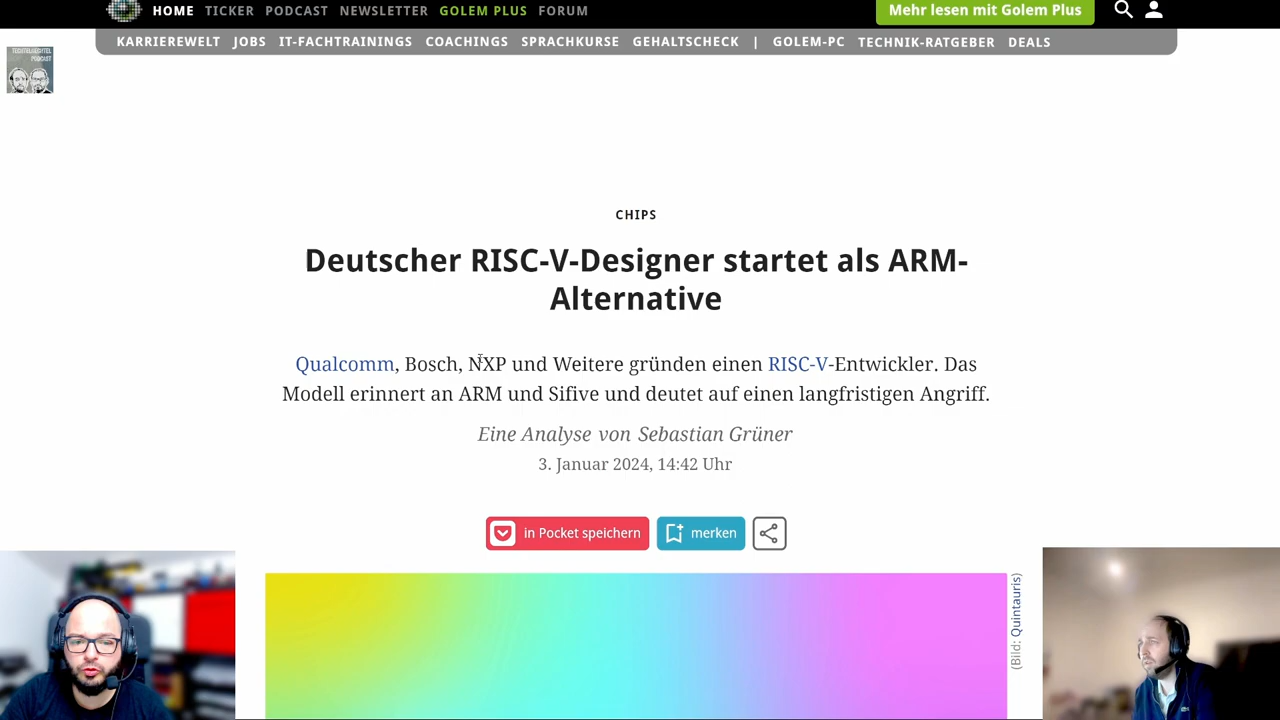 HOME TICKER PODCAST NEWSLETTER GOLEM PLUS FORUM Mehr lesen mit Golem Plus
KARRIEREWELT JOBS IT-FACHTRAININGS COACHINGS SPRACHKURSE GEHALTSCHECK | GOLEM-PC TECHNIK-RATGEBER DEALS
PODCAST
CHIPS
Deutscher RISC-V-Designer startet als ARM-
Alternative
Qualcomm, Bosch, NXP und Weitere gründen einen RISC-V-Entwickler. Das
Modell erinnert an ARM und Sifive und deutet auf einen langfristigen Angriff.
Eine Analyse von Sebastian Grüner
3. Januar 2024, 14:42 Uhr
in Pocket speichern merken
(Bild: Quintauris)